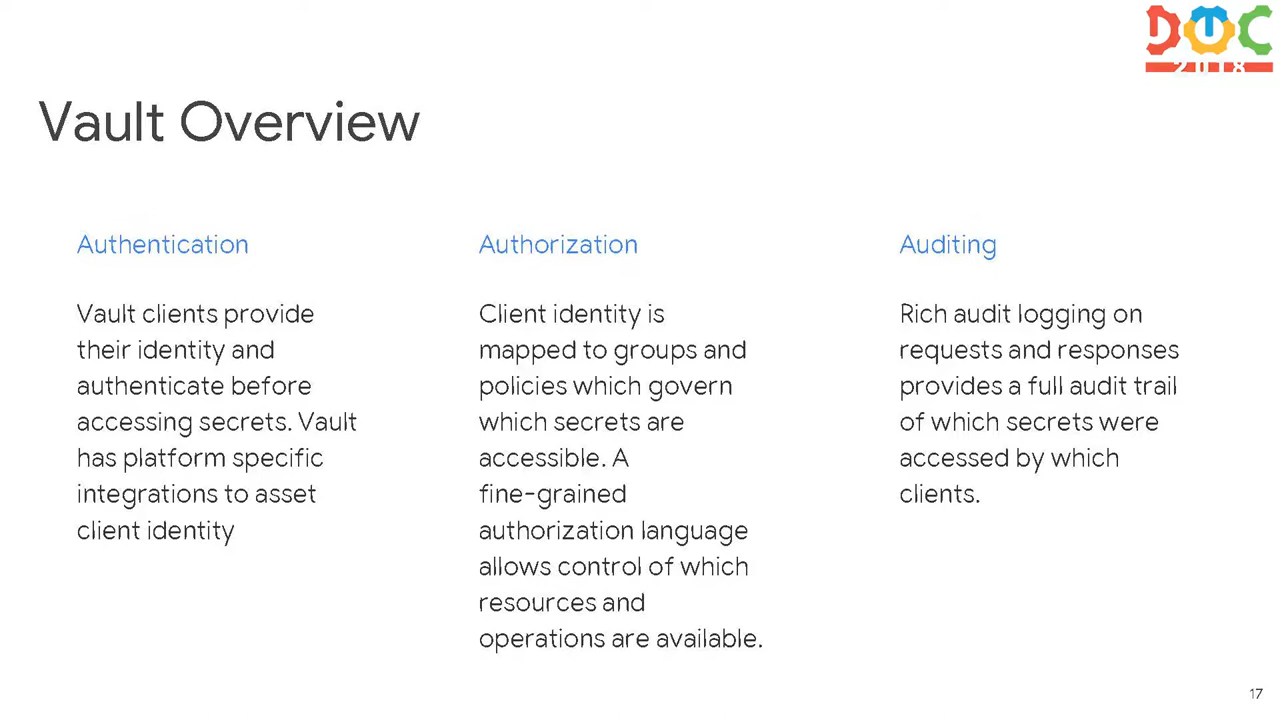 DOC
2018
Vault Overview
Authentication
Vault clients provide
their identity and
authenticate before
accessing secrets. Vault
has platform specific
integrations to asset
client identity
Authorization
Client identity is
mapped to groups and
policies which govern
which secrets are
accessible. A
fine-grained
authorization language
allows control of which
resources and
operations are available.
Auditing
Rich audit logging on
requests and responses
provides a full audit trail
of which secrets were
accessed by which
clients.
17